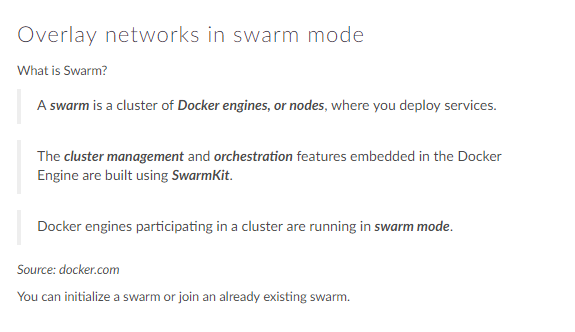 Overlay networks in swarm mode
What is Swarm?
A swarm is a cluster of Docker engines, or nodes, where you deploy services.
The cluster management and orchestration features embedded in the Docker
Engine are built using SwarmKit.
Docker engines participating in a cluster are running in swarm mode.
Source: docker.com
You can initialize a swarm or join an already existing swarm.